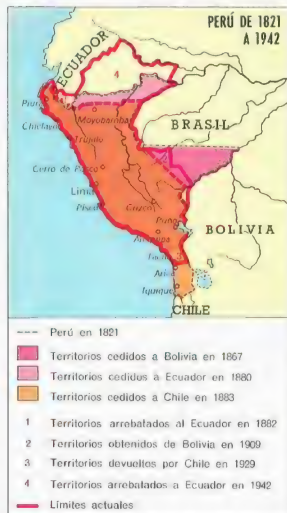 PERÚ DE 1821
A 1942
ECUADOR
4
Piura
Moyobamba
Chiclayo
BRASIL
Trujillo
Cerro de Pasco
Lima
Pisco
Cuzco
Puno
BOLIVIA
Arequipa
Tacna
Arica
Iquique
CHILE
Perú en 1821
Territorios cedidos a Bolivia en 1867
Territorios cedidos a Ecuador en 1880
Territorios cedidos a Chile en 1883
1 Territorios arrebatados al Ecuador en 1882
2 Territorios obtenidos de Bolivia en 1909
3 Territorios devueltos por Chile en 1929
4 Territorios arrebatados a Ecuador en 1942
Límites actuales